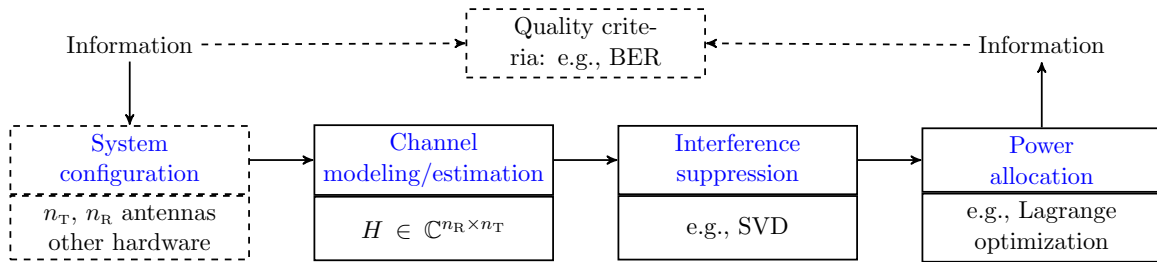 Information
Quality crite-
ria: e.g., BER
Information
System
configuration
n_T, n_R antennas
other hardware
Channel
modeling/estimation
H ∈ ℂ^{n_R×n_T}
Interference
suppression
e.g., SVD
Power
allocation
e.g., Lagrange
optimization